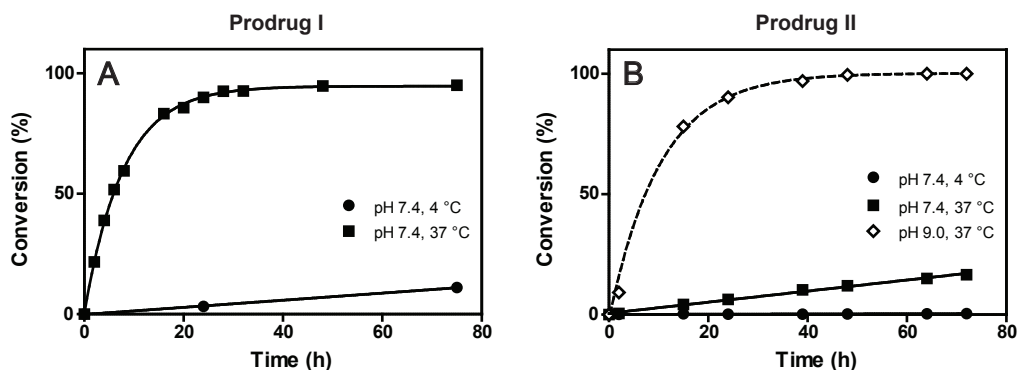 Prodrug I
A
100
50
0
Conversion (%)
pH 7.4, 4 °C
pH 7.4, 37 °C
0 20 40 60 80
Time (h)
Prodrug II
B
100
50
0
Conversion (%)
pH 7.4, 4 °C
pH 7.4, 37 °C
pH 9.0, 37 °C
0 20 40 60 80
Time (h)